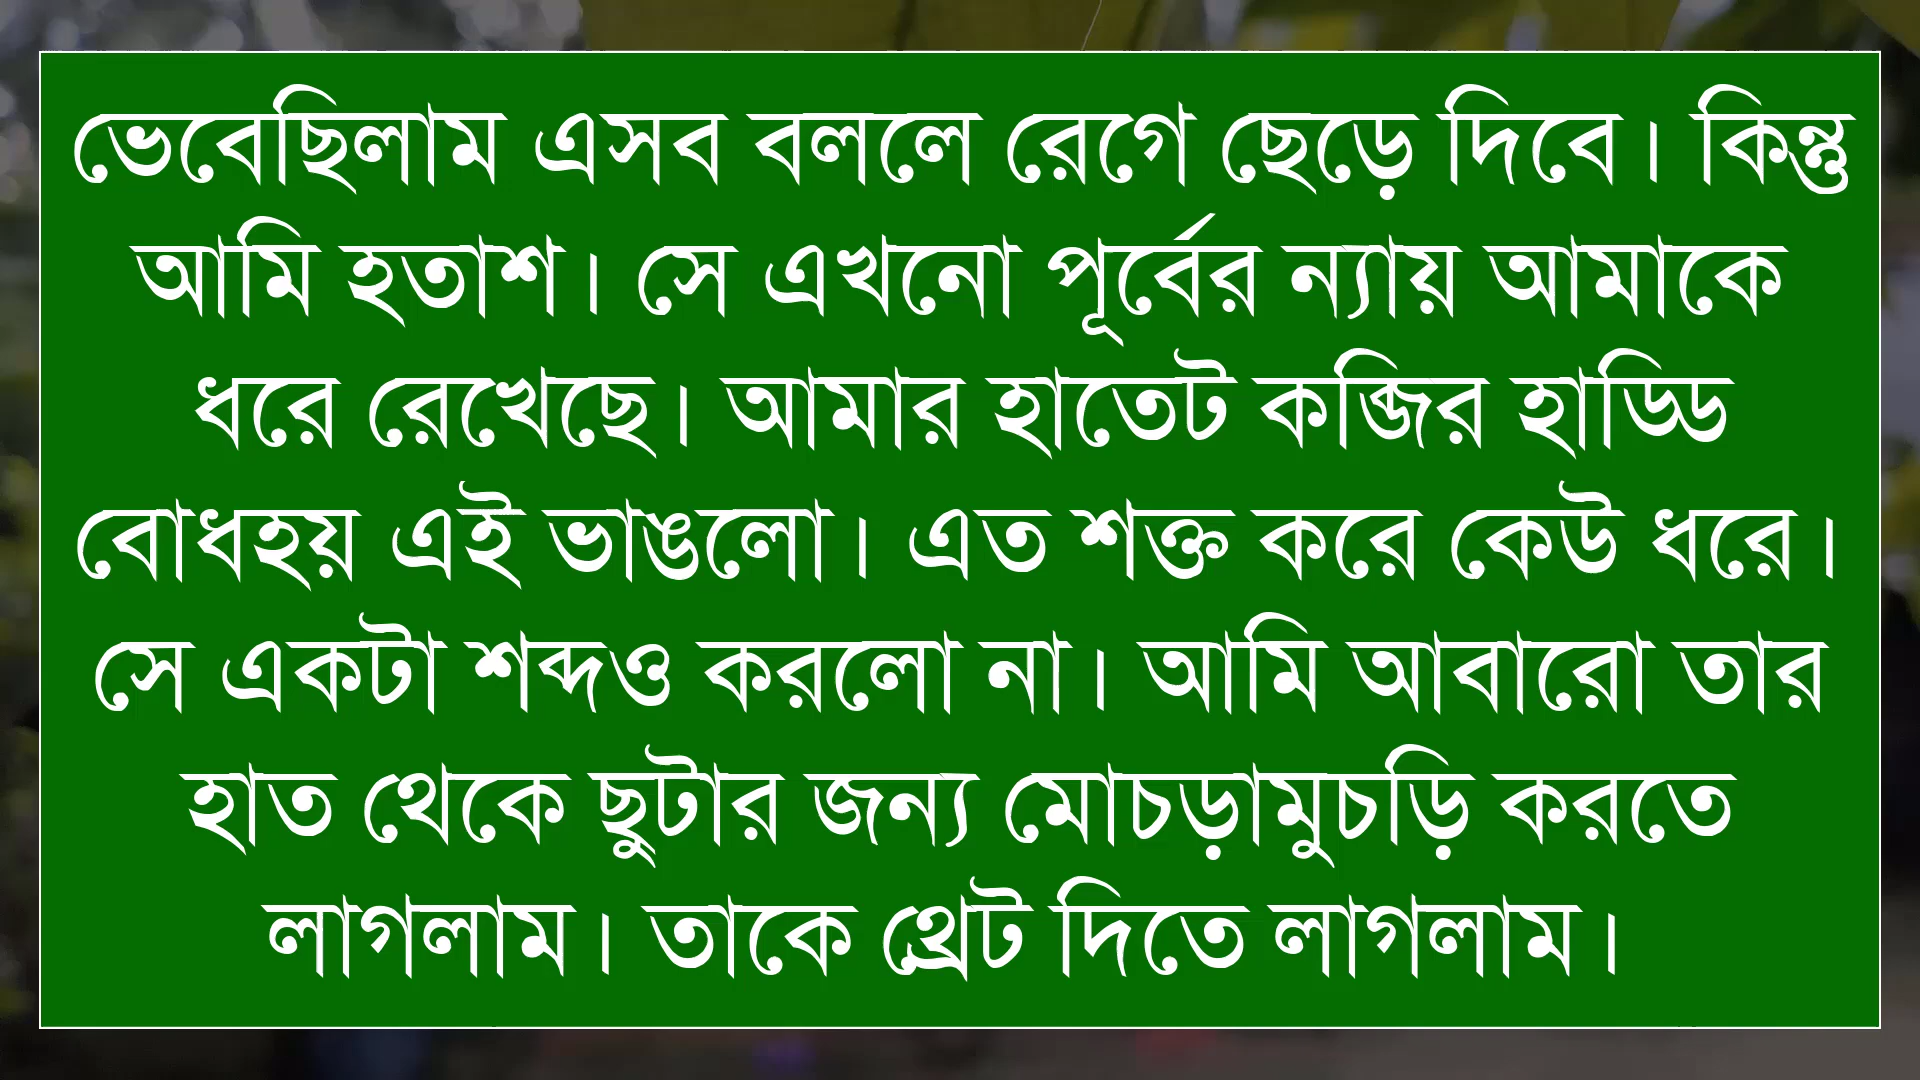 ভেবেছিলাম এসব বললে রেগে ছেড়ে দিবে। কিন্তু
আমি হতাশ। সে এখনো পূর্বের ন্যায় আমাকে
ধরে রেখেছে। আমার হাতেট কব্জির হাড্ডি
বোধহয় এই ভাঙলো। এত শক্ত করে কেউ ধরে।
সে একটা শব্দও করলো না। আমি আবারো তার
হাত থেকে ছুটার জন্য মোচড়ামুচড়ি করতে
লাগলাম। তাকে থ্রেট দিতে লাগলাম।